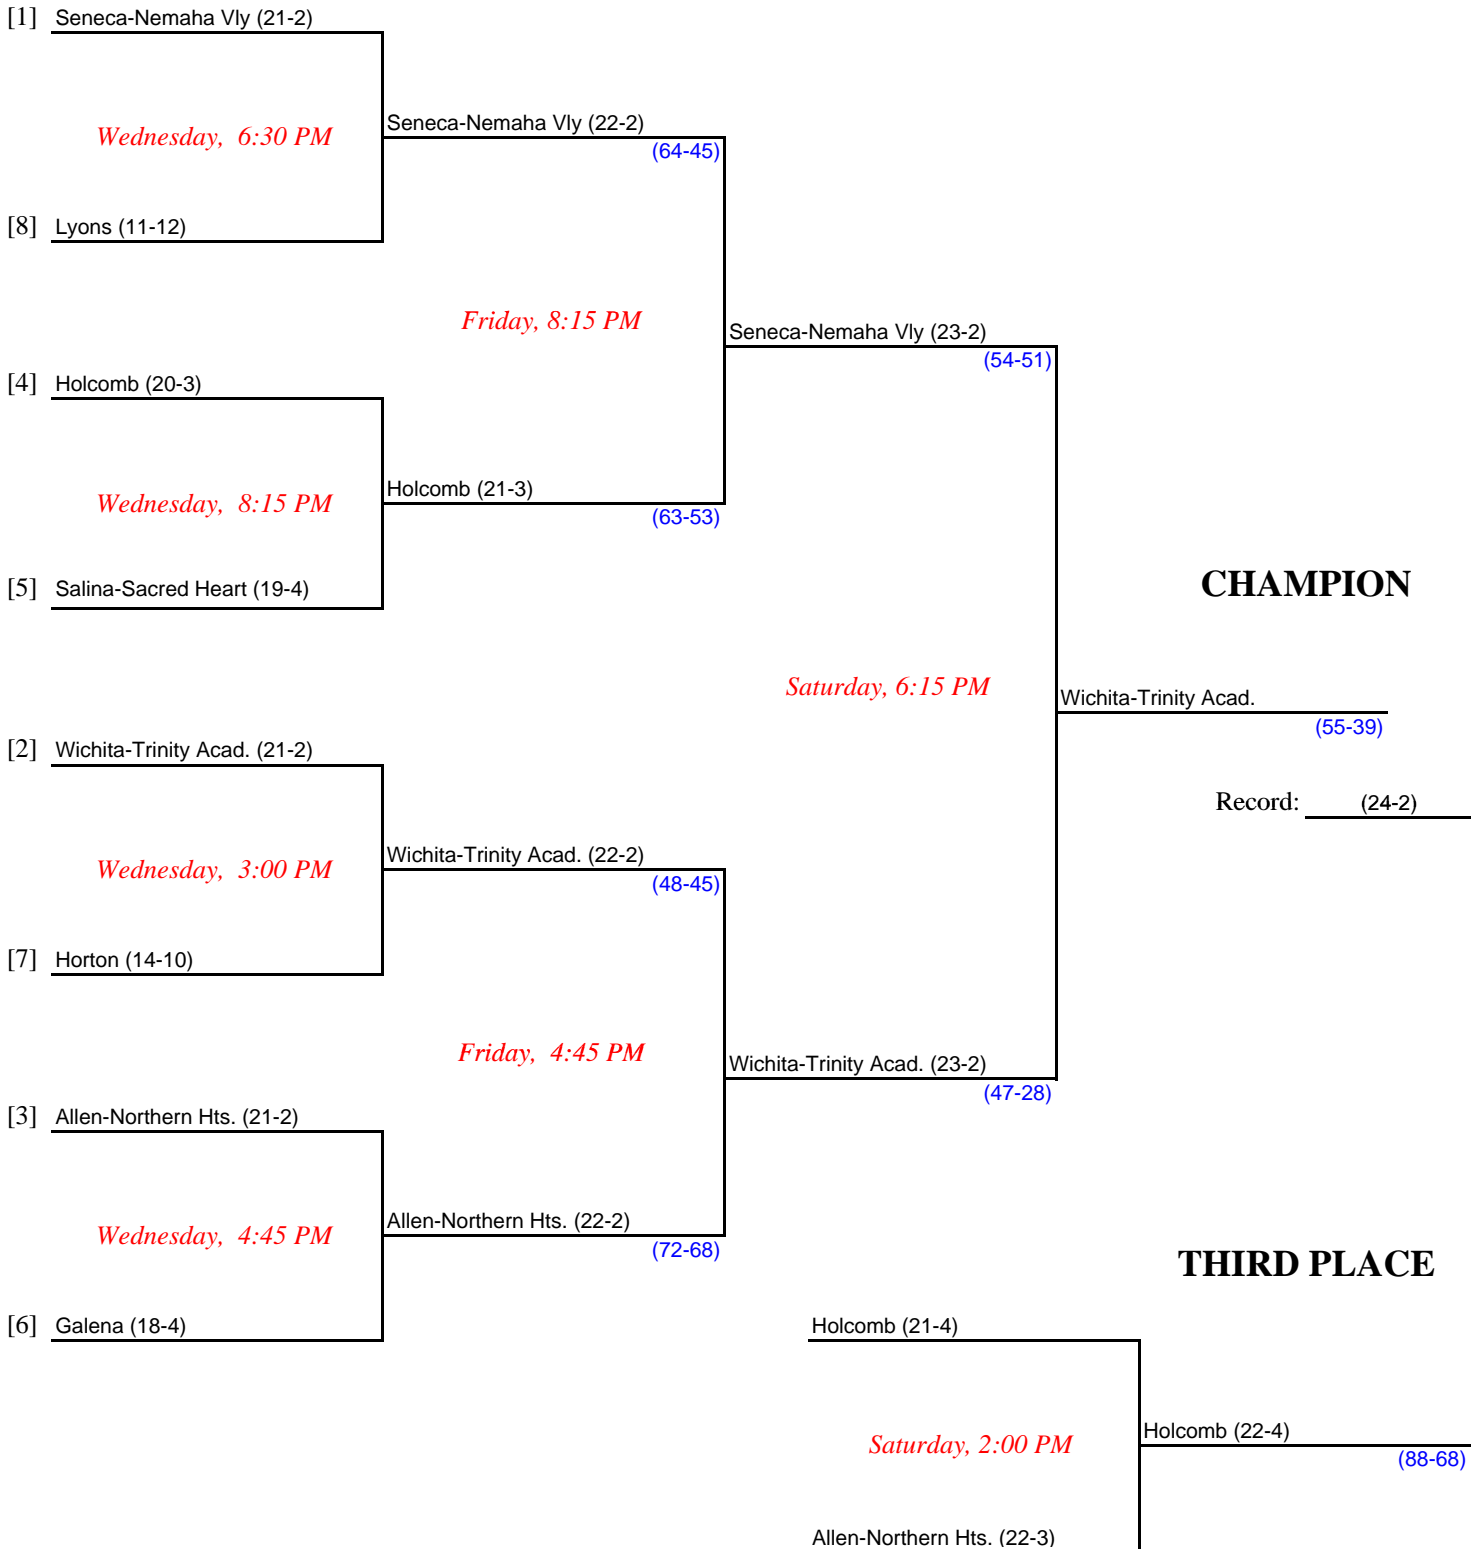 [1] Seneca-Nemaha Vly (21-2)
Seneca-Nemaha Vly (22-2)
Wednesday, 6:30 PM
(64-45)
[8] Lyons (11-12)
Friday, 8:15 PM
Seneca-Nemaha Vly (23-2)
(54-51)
[4] Holcomb (20-3)
Holcomb (21-3)
Wednesday, 8:15 PM
(63-53)
[5] Salina-Sacred Heart (19-4)
CHAMPION
Saturday, 6:15 PM
Wichita-Trinity Acad.
(55-39)
[2] Wichita-Trinity Acad. (21-2)
Record: (24-2)
Wichita-Trinity Acad. (22-2)
Wednesday, 3:00 PM
(48-45)
[7] Horton (14-10)
Friday, 4:45 PM
Wichita-Trinity Acad. (23-2)
(47-28)
[3] Allen-Northern Hts. (21-2)
Allen-Northern Hts. (22-2)
Wednesday, 4:45 PM
(72-68)
THIRD PLACE
[6] Galena (18-4)
Holcomb (21-4)
Holcomb (22-4)
Saturday, 2:00 PM
(88-68)
Allen-Northern Hts. (22-3)